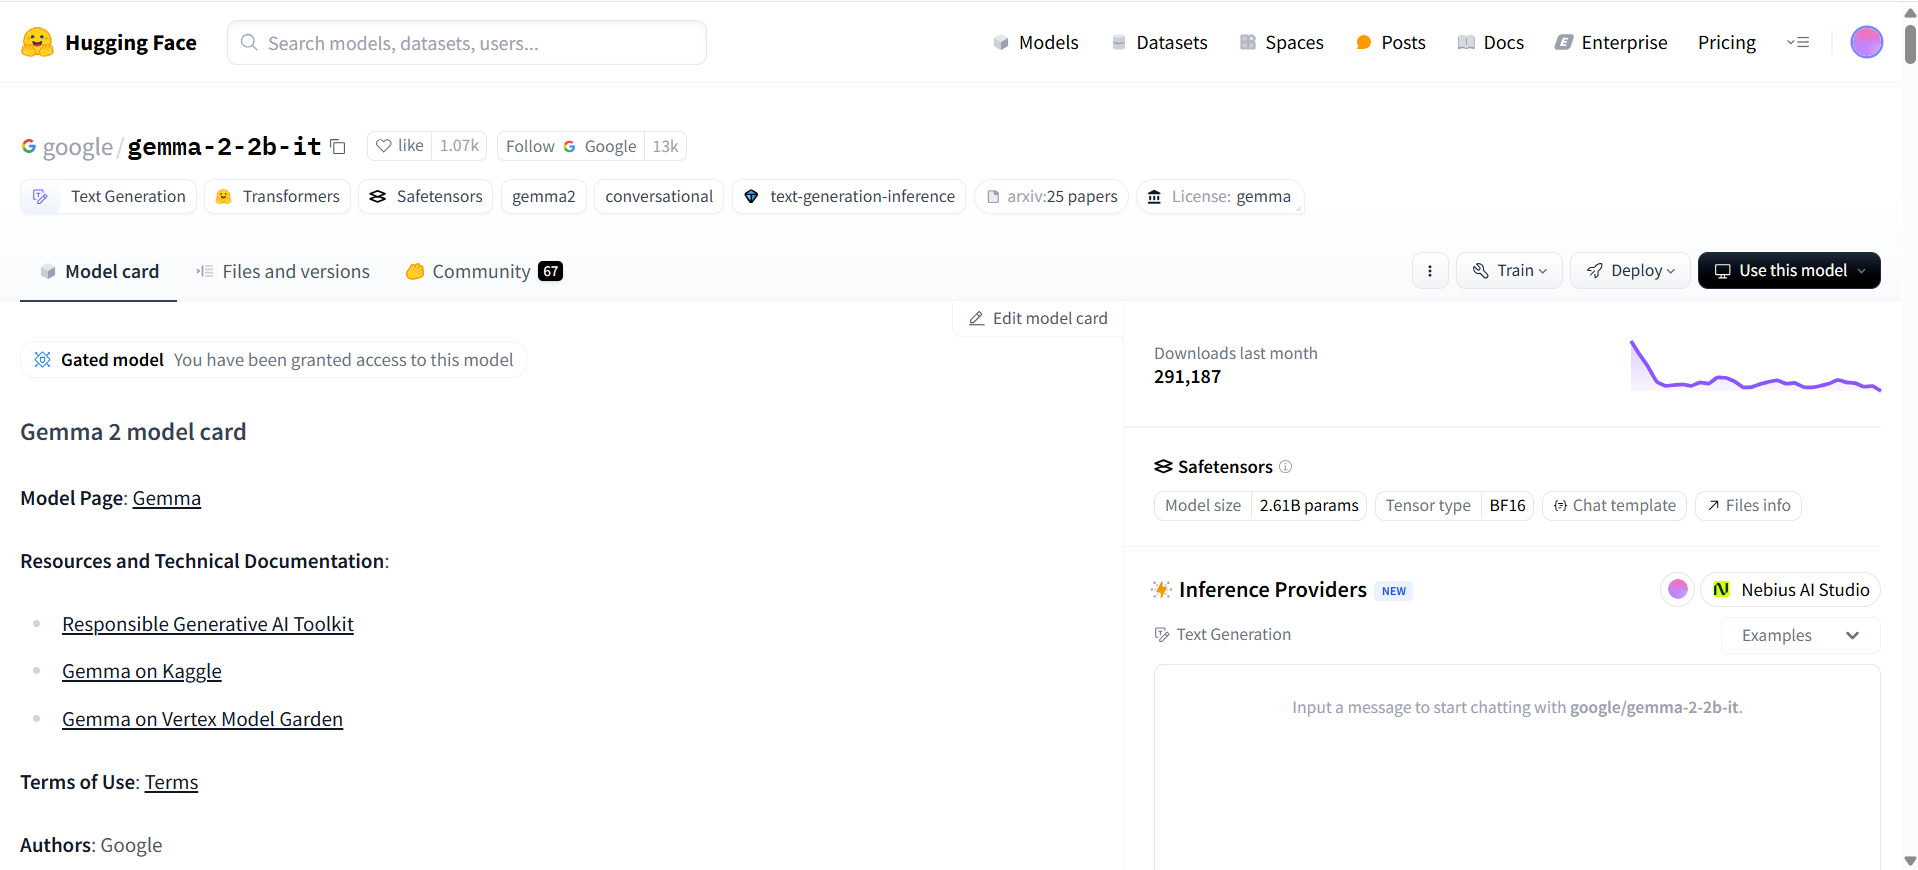 Hugging Face
Search models, datasets, users...
Models Datasets Spaces Posts Docs Enterprise Pricing
google/gemma-2-2b-it like 1.07k Follow Google 13k
Text Generation Transformers Safetensors gemma2 conversational text-generation-inference arxiv:25 papers License: gemma
Model card Files and versions Community 67
Train Deploy Use this model
Edit model card
Gated model You have been granted access to this model
Gemma 2 model card
Model Page: Gemma
Resources and Technical Documentation:
Responsible Generative AI Toolkit
Gemma on Kaggle
Gemma on Vertex Model Garden
Terms of Use: Terms
Authors: Google
Downloads last month
291,187
Safetensors
Model size 2.61B params Tensor type BF16 Chat template Files info
Inference Providers NEW Nebius AI Studio
Text Generation Examples
Input a message to start chatting with google/gemma-2-2b-it.